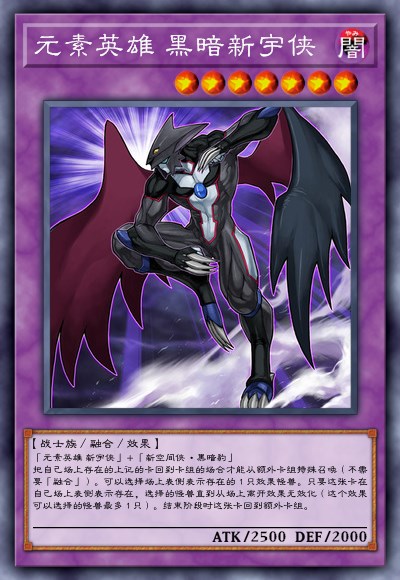 元素英雄 黑暗新宇侠
やみ
闇
【战士族／融合／效果】
「元素英雄 新宇侠」＋「新空间侠·黑暗豹」
把自己场上存在的上记的卡回到卡组的场合才能从额外卡组特殊召唤（不需
要「融合」）。可以选择场上表侧表示存在的1只效果怪兽。只要这张卡在
自己场上表侧表示存在，选择的怪兽直到从场上离开效果无效化（这个效果
可以选择的怪兽最多1只）。结束阶段时这张卡回到额外卡组。
ATK/2500 DEF/2000